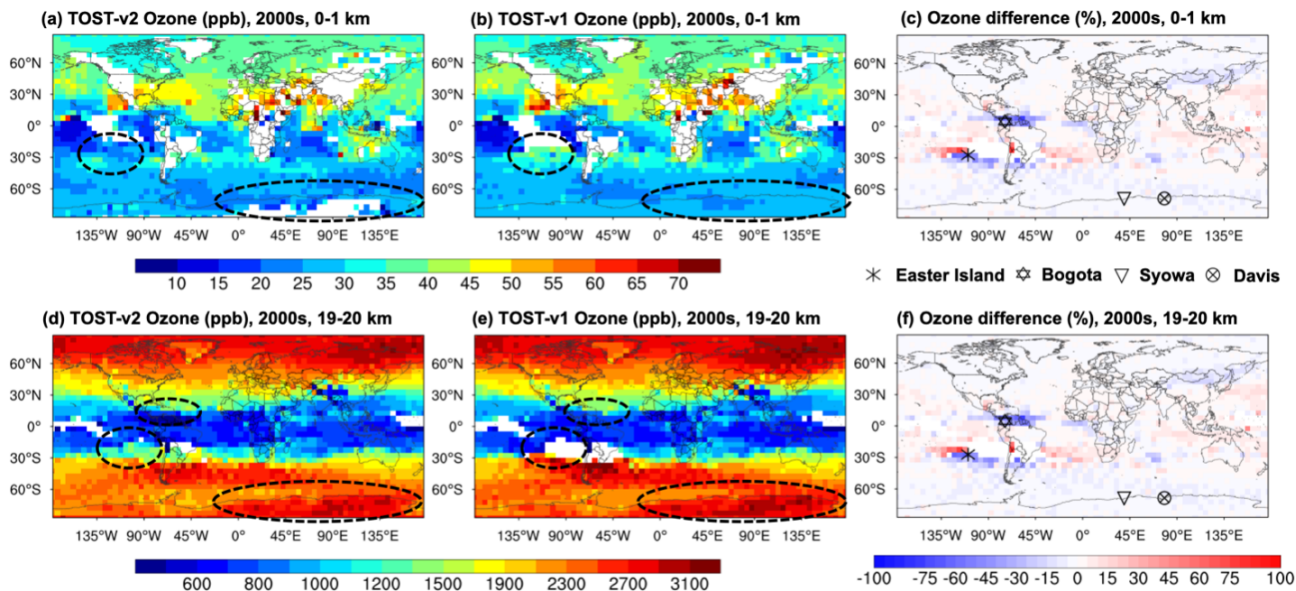 (a) TOST-v2 Ozone (ppb), 2000s, 0-1 km
(b) TOST-v1 Ozone (ppb), 2000s, 0-1 km
(c) Ozone difference (%), 2000s, 0-1 km
60°N 60°N 60°N
30°N 30°N 30°N
0° 0° 0°
30°S 30°S 30°S
60°S 60°S 60°S
135°W 90°W 45°W 0° 45°E 90°E 135°E
135°W 90°W 45°W 0° 45°E 90°E 135°E
135°W 90°W 45°W 0° 45°E 90°E 135°E
10 15 20 25 30 35 40 45 50 55 60 65 70
Easter Island Bogota Syowa Davis
(d) TOST-v2 Ozone (ppb), 2000s, 19-20 km
(e) TOST-v1 Ozone (ppb), 2000s, 19-20 km
(f) Ozone difference (%), 2000s, 19-20 km
60°N 60°N 60°N
30°N 30°N 30°N
0° 0° 0°
30°S 30°S 30°S
60°S 60°S 60°S
135°W 90°W 45°W 0° 45°E 90°E 135°E
135°W 90°W 45°W 0° 45°E 90°E 135°E
135°W 90°W 45°W 0° 45°E 90°E 135°E
600 800 1000 1200 1500 1900 2300 2700 3100
-100 -75 -60 -45 -30 -15 0 15 30 45 60 75 100